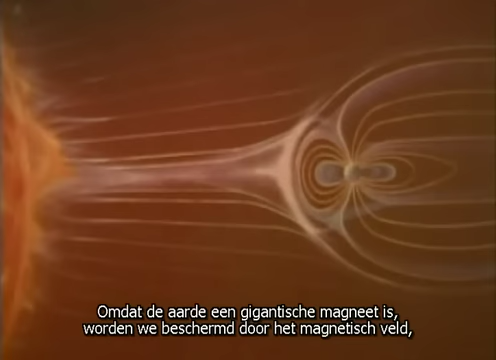 Omdat de aarde een gigantische magneet is,
worden we beschermd door het magnetisch veld,